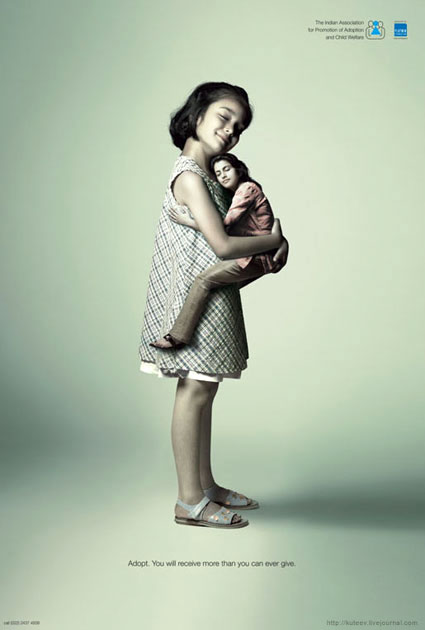 The Indian Association
for Promotion of Adoption
and Child Welfare
Adopt. You will receive more than you can ever give.
http://kuteev.livejournal.com